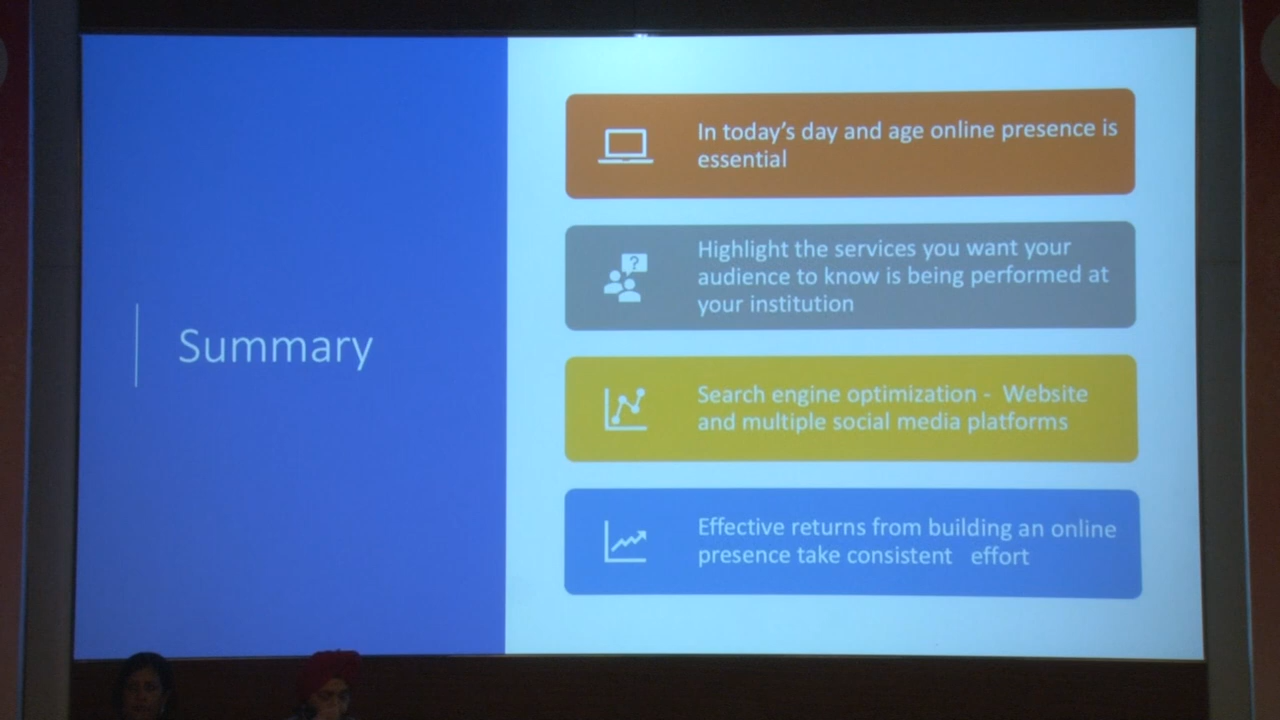 Summary
In today's day and age online presence is
essential
?
Highlight the services you want your
audience to know is being performed at
your institution
Search engine optimization -  Website
and multiple social media platforms
Effective returns from building an online
presence take consistent   effort